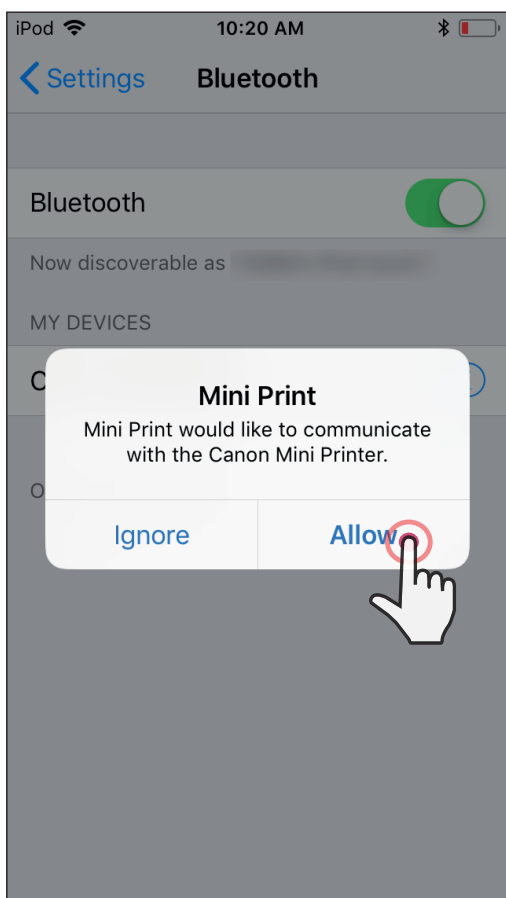 iPod 10:20 AM
Settings Bluetooth
Bluetooth
Now discoverable as
MY DEVICES
Mini Print
Mini Print would like to communicate
with the Canon Mini Printer.
Ignore Allow